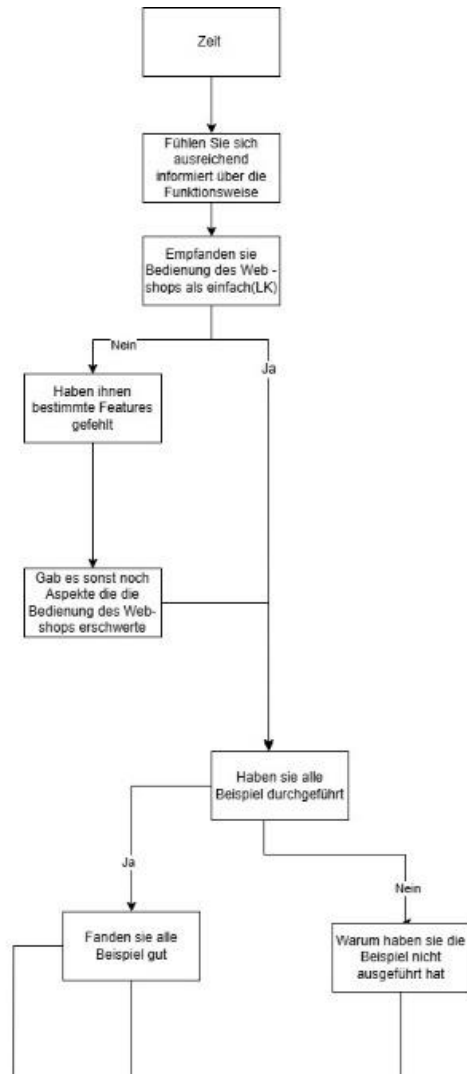 Zeit
Fühlen Sie sich
ausreichend
informiert über die
Funktionsweise
Empfanden sie
Bedienung des Web -
shops als einfach(LK)
Nein
Ja
Haben ihnen
bestimmte Features
gefehlt
Gab es sonst noch
Aspekte die die
Bedienung des Web-
shops erschwerte
Haben sie alle
Beispiel durchgeführt
Ja
Nein
Fanden sie alle
Beispiel gut
Warum haben sie die
Beispiel nicht
ausgeführt hat